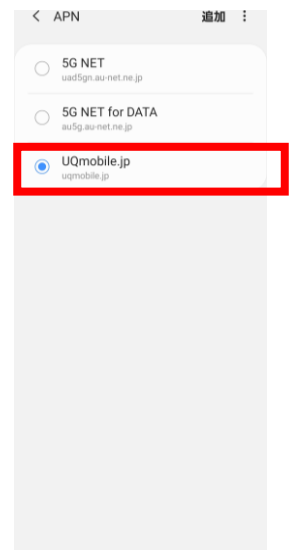 APN 追加
5G NET
uad5gn.au-net.ne.jp
5G NET for DATA
au5g.au-net.ne.jp
UQmobile.jp
uqmobile.jp